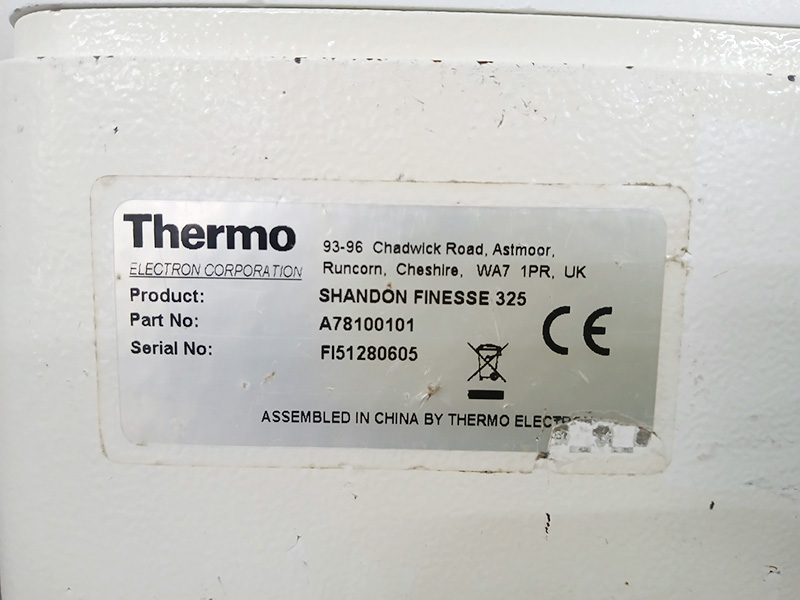 Thermo
ELECTRON CORPORATION
93-96 Chadwick Road, Astmoor,
Runcorn, Cheshire, WA7 1PR, UK
Product: SHANDON FINESSE 325
Part No: A78100101
Serial No: FI51280605
CE
ASSEMBLED IN CHINA BY THERMO